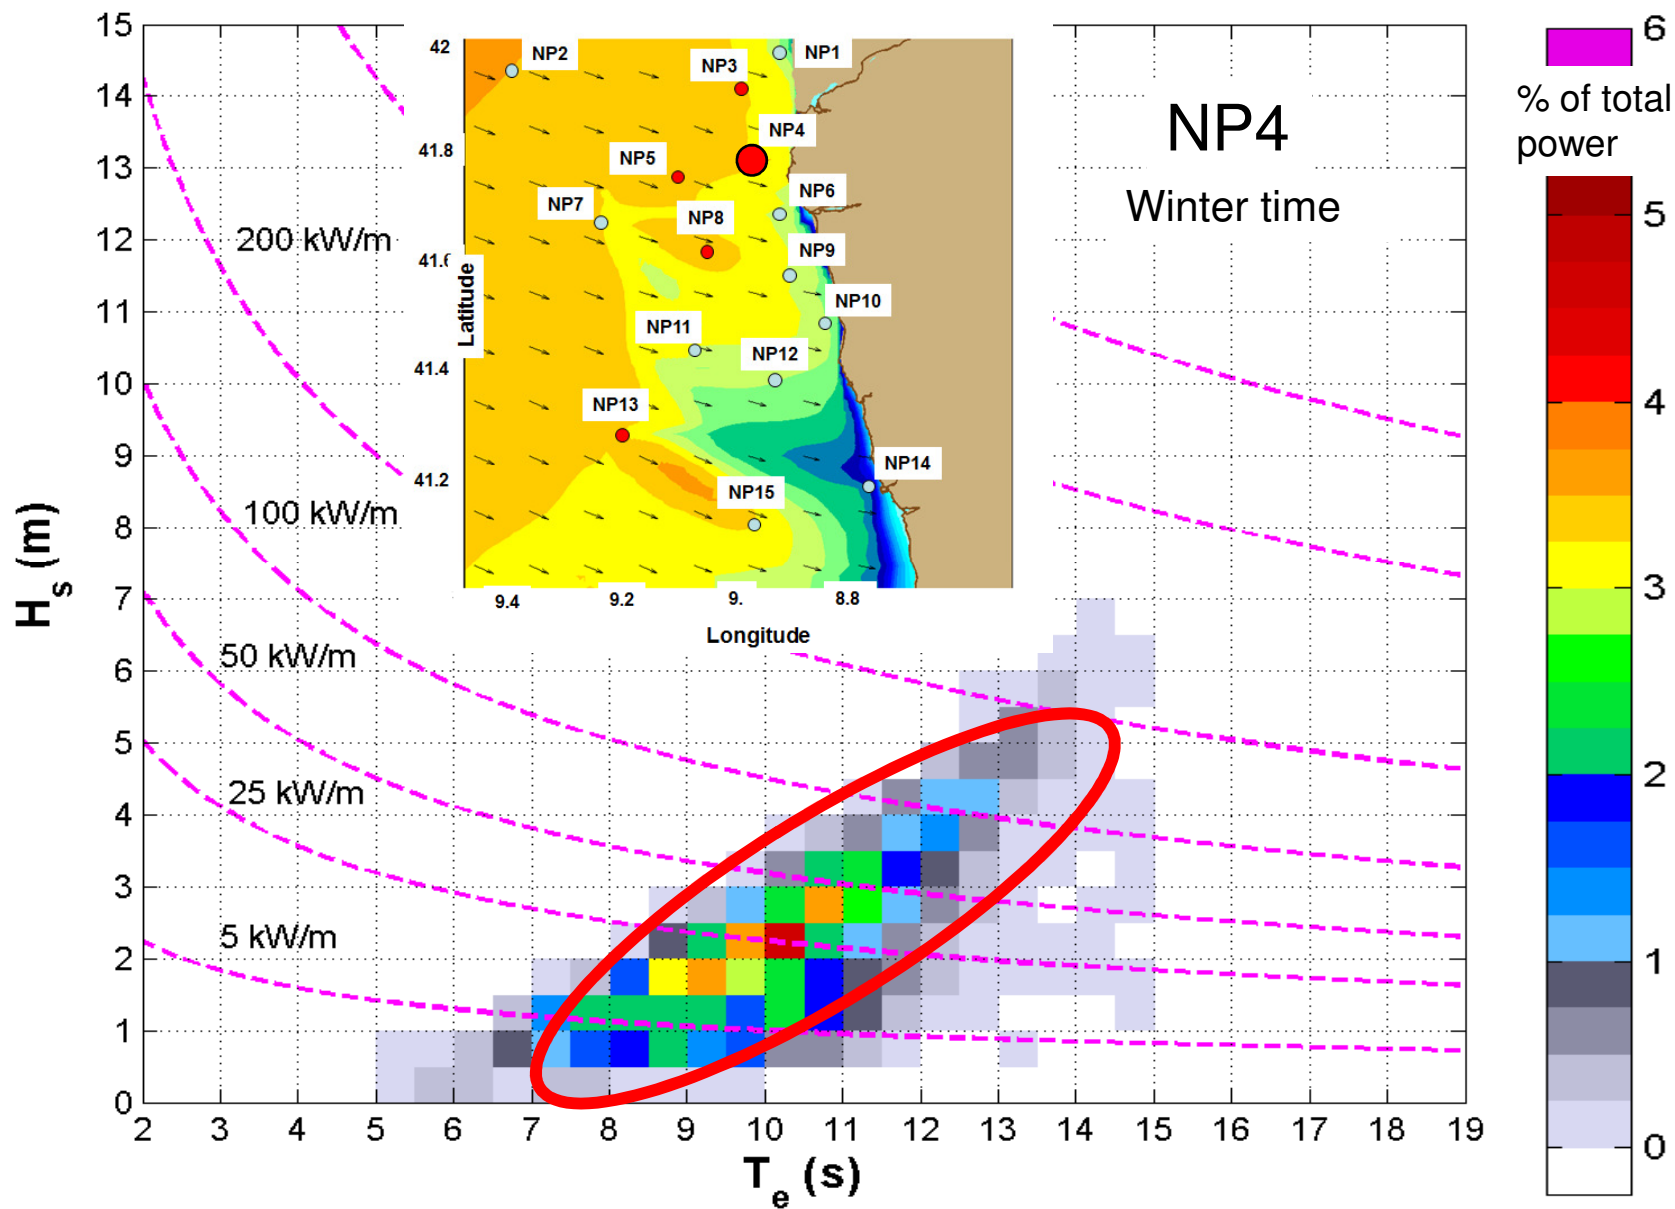 15
14
13
12
11
10
9
8
7
6
5
4
3
2
1
0
H_s (m)
2 3 4 5 6 7 8 9 10 11 12 13 14 15 16 17 18 19
T_e (s)
200 kW/m
100 kW/m
50 kW/m
25 kW/m
5 kW/m
42
41.8
41.6
41.4
41.2
Latitude
NP2
NP1
NP3
NP4
NP5
NP6
NP7
NP8
NP9
NP10
NP11
NP12
NP13
NP14
NP15
9.4 9.2 9. 8.8
Longitude
NP4
Winter time
6
% of total
power
5
4
3
2
1
0